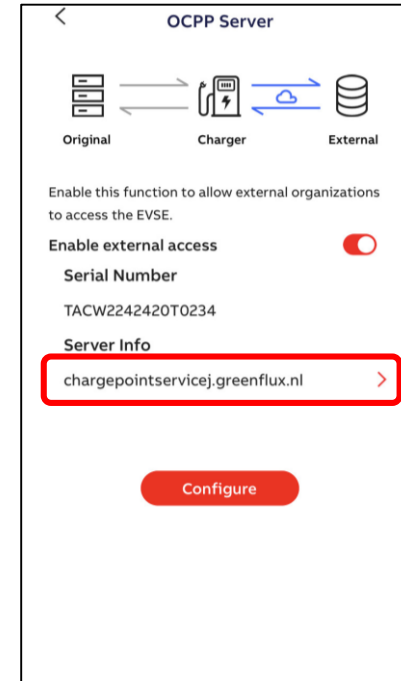 OCPP Server
Original Charger External
Enable this function to allow external organizations
to access the EVSE.
Enable external access
Serial Number
TACW2242420T0234
Server Info
chargepointservicej.greenflux.nl
Configure